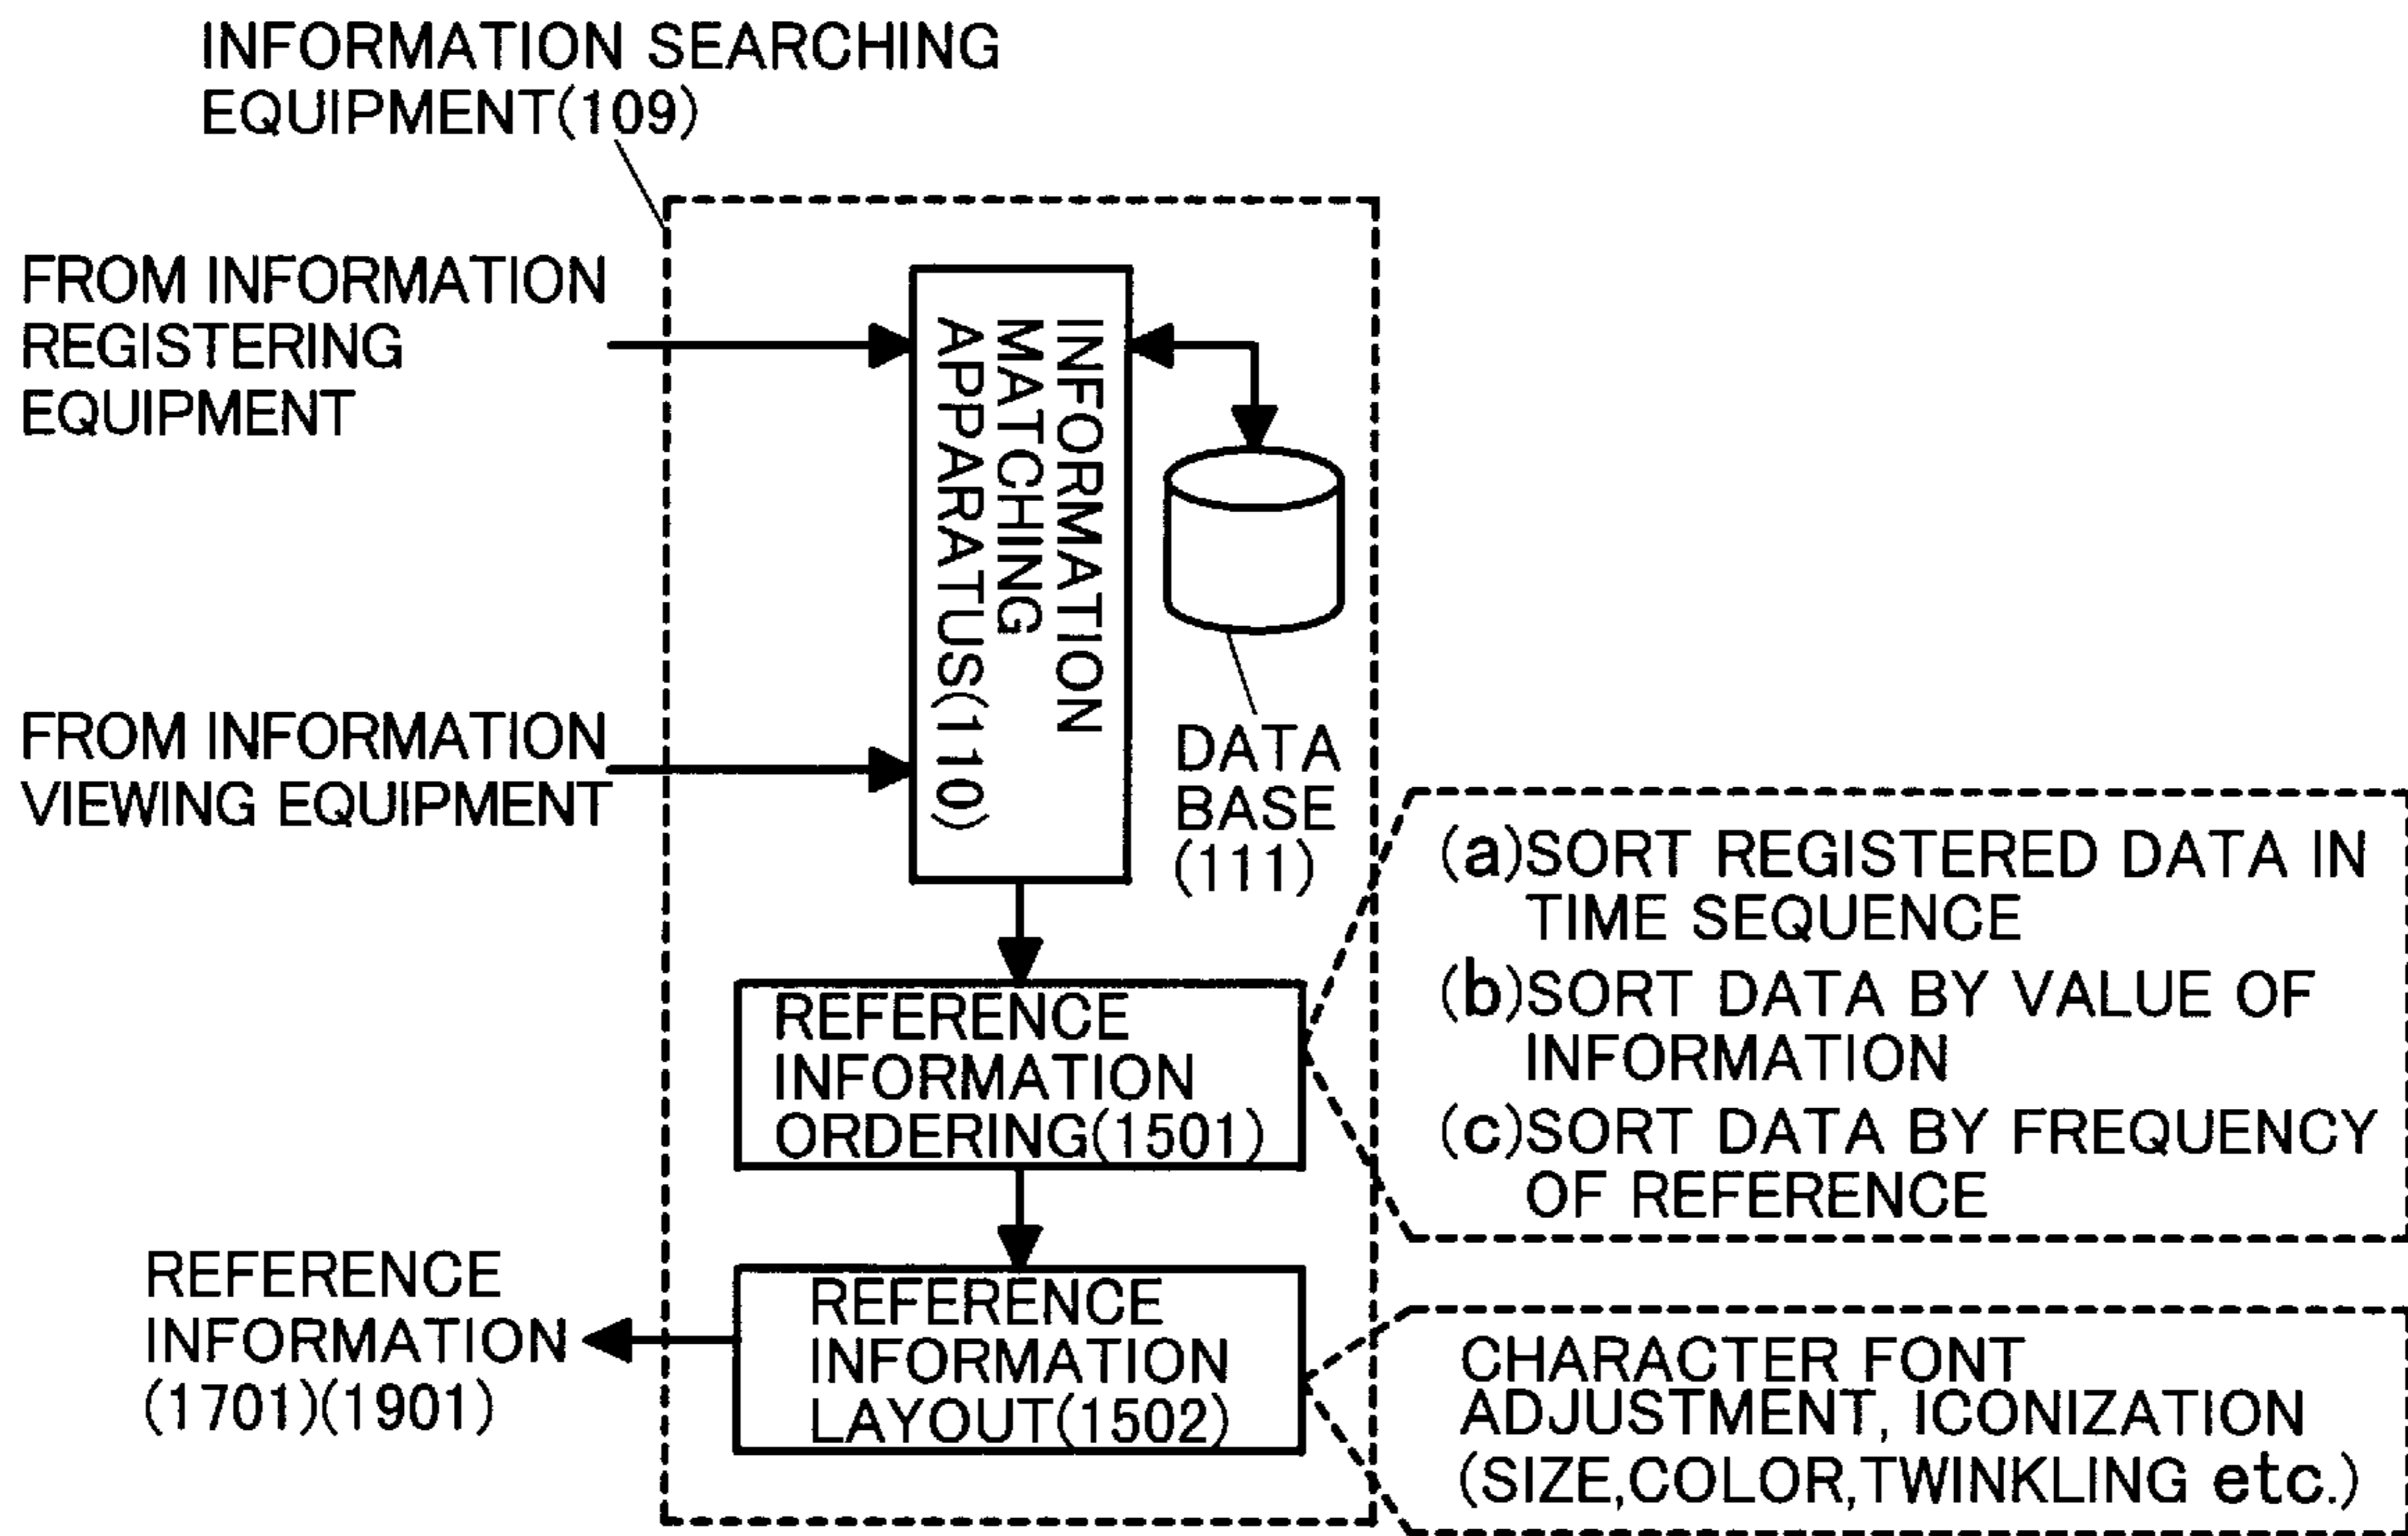 INFORMATION SEARCHING
EQUIPMENT(109)
FROM INFORMATION
REGISTERING
EQUIPMENT
INFORMATION
MATCHING
APPARATUS(110)
FROM INFORMATION
VIEWING EQUIPMENT
DATA
BASE
(111)
(a)SORT REGISTERED DATA IN
TIME SEQUENCE
(b)SORT DATA BY VALUE OF
INFORMATION
(c)SORT DATA BY FREQUENCY
OF REFERENCE
REFERENCE
INFORMATION
ORDERING(1501)
REFERENCE
INFORMATION
(1701)(1901)
REFERENCE
INFORMATION
LAYOUT(1502)
CHARACTER FONT
ADJUSTMENT, ICONIZATION
(SIZE,COLOR,TWINKLING etc.)